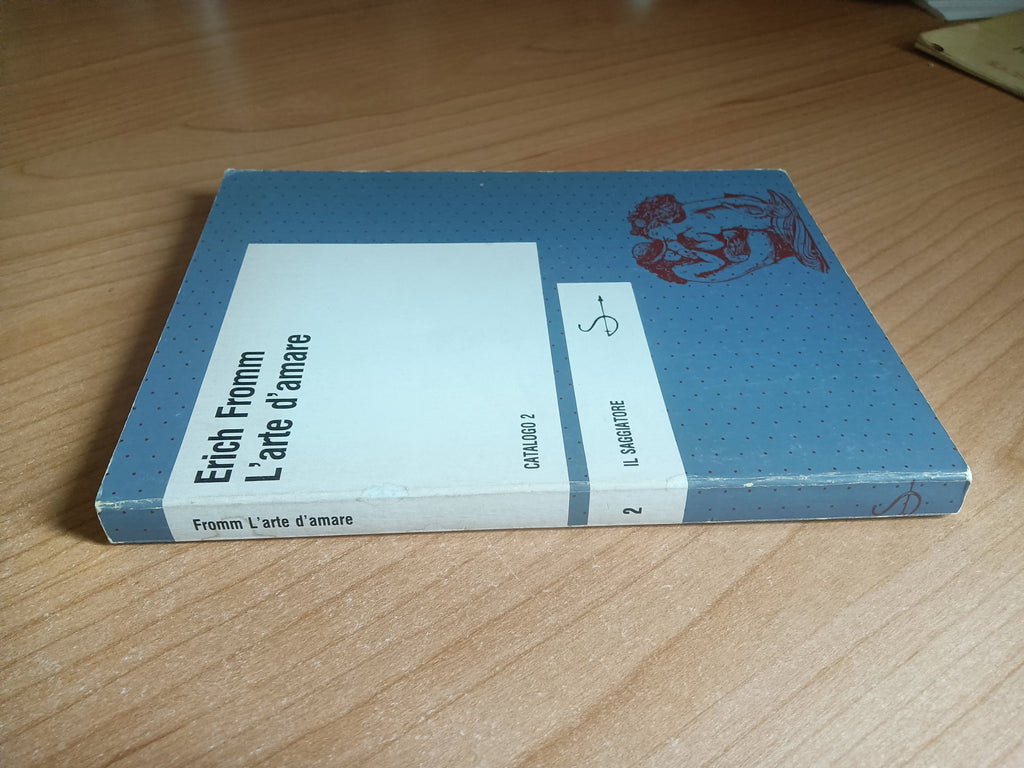 Erich Fromm
L'arte d'amare
CATALOGO 2
IL SAGGIATORE
Fromm L'arte d'amare
2